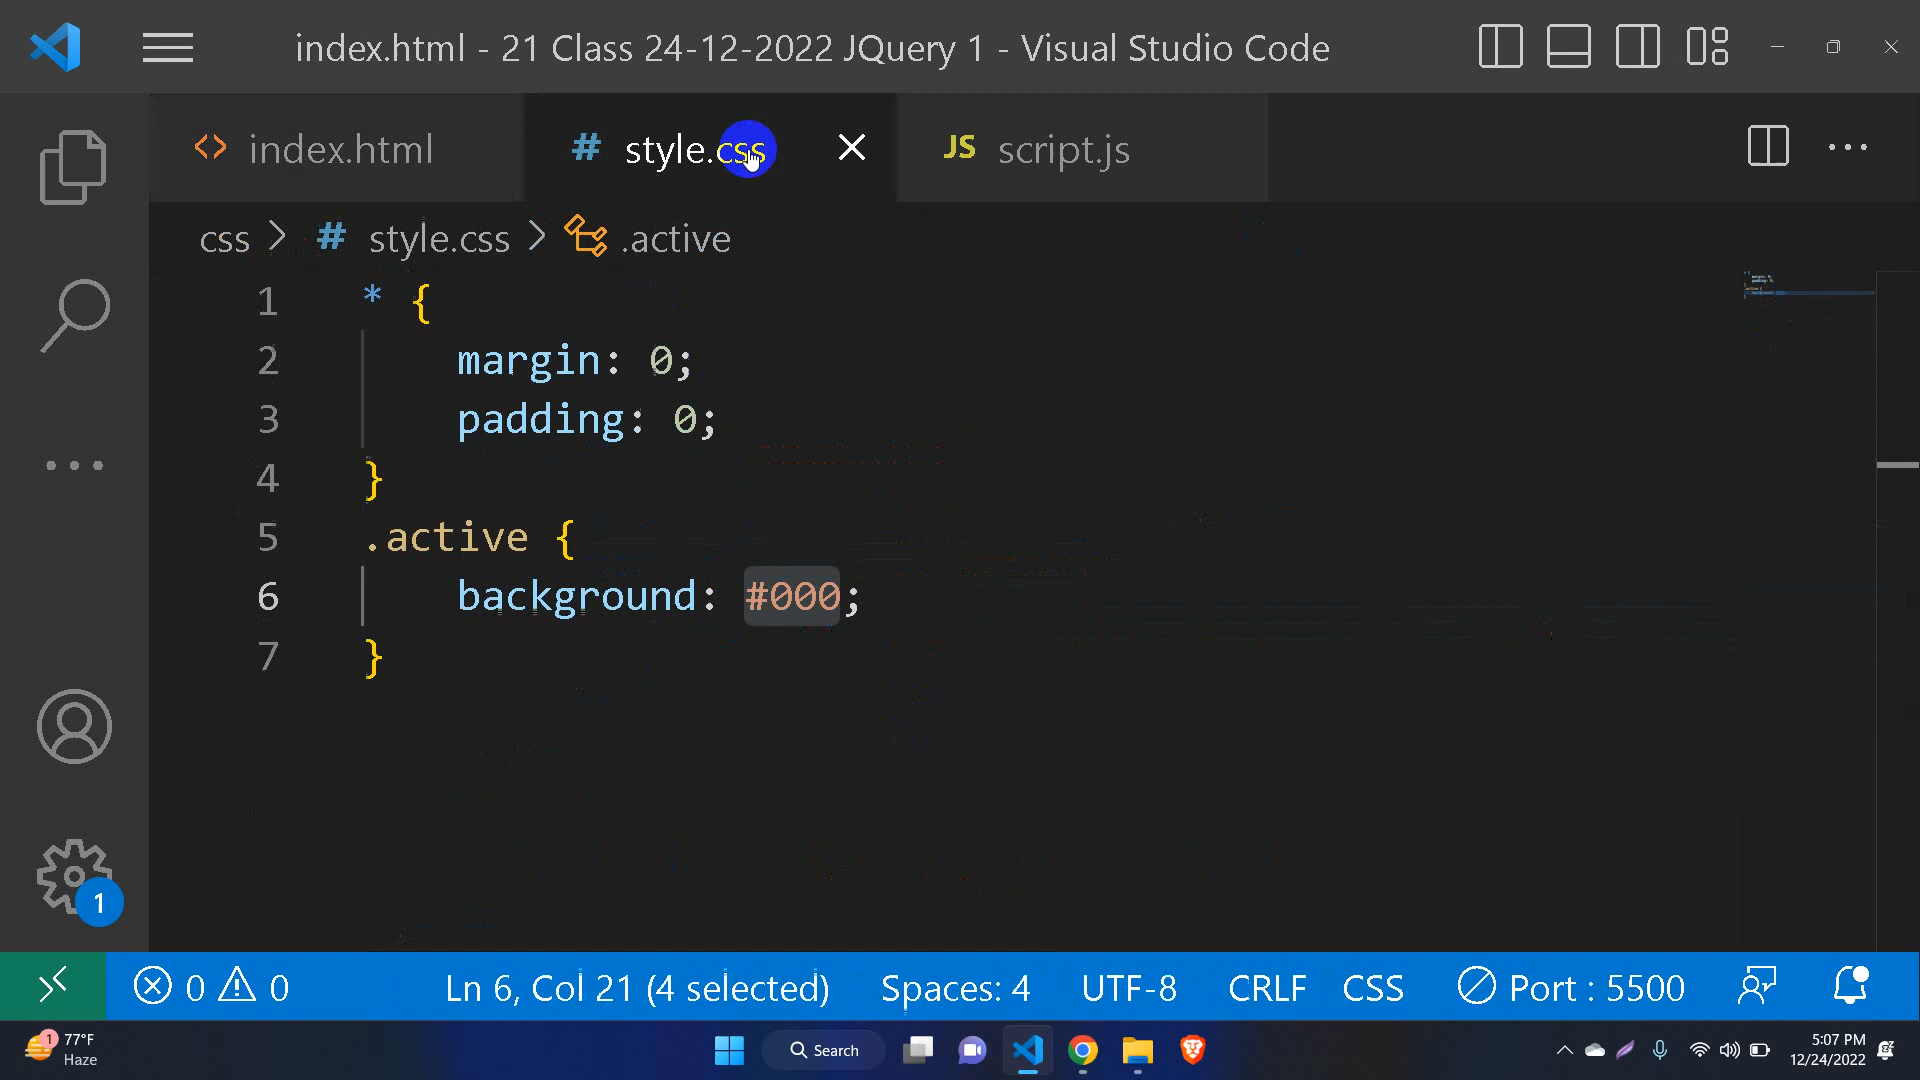 index.html - 21 Class 24-12-2022 JQuery 1 - Visual Studio Code
<> index.html # style.css JS script.js
css > # style.css > .active
1 * {
2 margin: 0;
3 padding: 0;
4 }
5 .active {
6 background: #000;
7 }
1
0 0 Ln 6, Col 21 (4 selected) Spaces: 4 UTF-8 CRLF CSS Port : 5500
1 77°F
Haze
Search
5:07 PM
12/24/2022